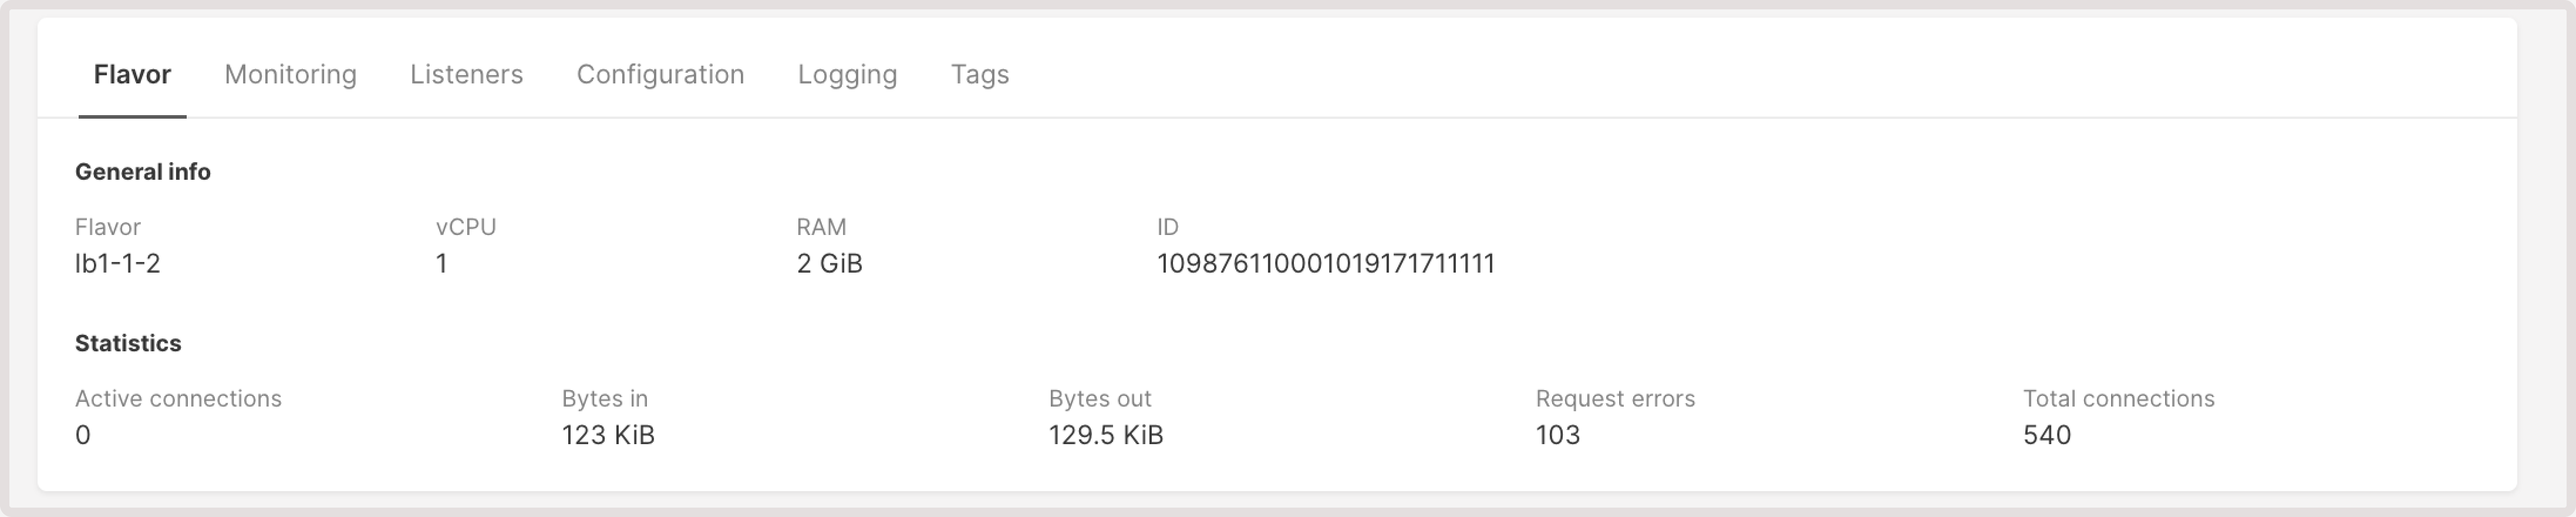 Flavor Monitoring Listeners Configuration Logging Tags
General info
Flavor vCPU RAM ID
lb1-1-2 1 2 GiB 109876110001019171711111
Statistics
Active connections Bytes in Bytes out Request errors Total connections
0 123 KiB 129.5 KiB 103 540